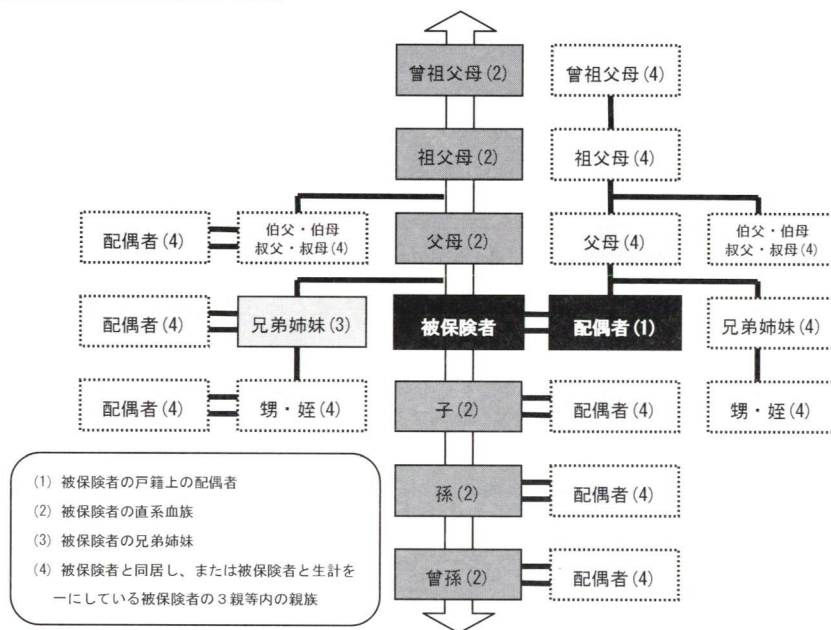 曾祖父母(2)
曾祖父母(4)
祖父母(2)
祖父母(4)
配偶者(4)
伯父・伯母
叔父・叔母(4)
父母(2)
父母(4)
伯父・伯母
叔父・叔母(4)
配偶者(4)
兄弟姉妹(3)
被保険者
配偶者(1)
兄弟姉妹(4)
配偶者(4)
甥・姪(4)
子(2)
配偶者(4)
甥・姪(4)
孫(2)
配偶者(4)
曾孫(2)
配偶者(4)
(1) 被保険者の戸籍上の配偶者
(2) 被保険者の直系血族
(3) 被保険者の兄弟姉妹
(4) 被保険者と同居し、または被保険者と生計を
一にしている被保険者の3親等内の親族